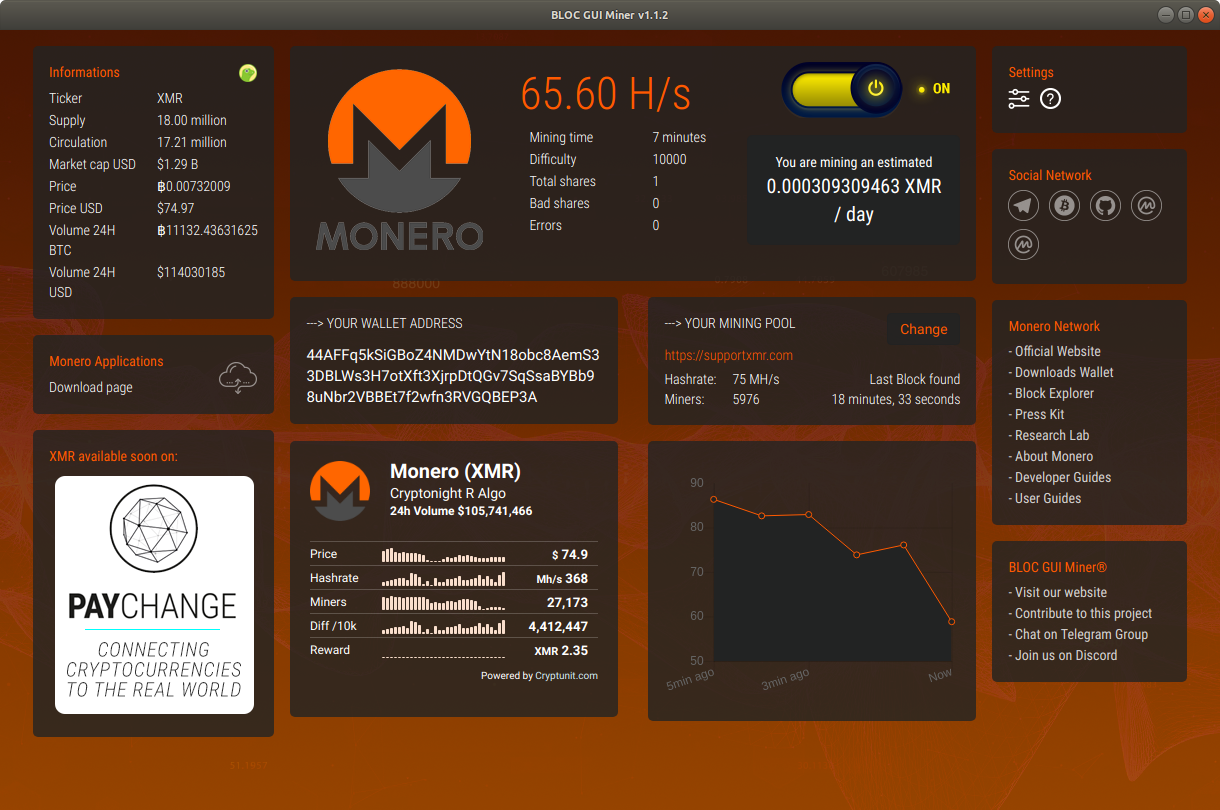 BLOC GUI Miner v1.1.2
Informations
Ticker XMR
Supply 18.00 million
Circulation 17.21 million
Market cap USD $1.29 B
Price ฿0.00732009
Price USD $74.97
Volume 24H ฿11132.43631625
BTC
Volume 24H $114030185
USD
Monero Applications
Download page
XMR available soon on:
PAYCHANGE
CONNECTING
CRYPTOCURRENCIES
TO THE REAL WORLD
MONERO
65.60 H/s
Mining time 7 minutes
Difficulty 10000
Total shares 1
Bad shares 0
Errors 0
ON
You are mining an estimated
0.000309309463 XMR
/ day
---> YOUR WALLET ADDRESS
44AFFq5kSiGBoZ4NMDwYtN18obc8AemS3
3DBLWs3H7otXft3XjrpDtQGv7SqSsaBYBb9
8uNbr2VBBEt7f2wfn3RVGQBEP3A
---> YOUR MINING POOL
Change
https://supportxmr.com
Hashrate: 75 MH/s Last Block found
Miners: 5976 18 minutes, 33 seconds
Monero (XMR)
Cryptonight R Algo
24h Volume $105,741,466
Price $ 74.9
Hashrate Mh/s 368
Miners 27,173
Diff /10k 4,412,447
Reward XMR 2.35
Powered by Cryptunit.com
90
80
70
60
50
5min ago 3min ago Now
Settings
Social Network
Monero Network
- Official Website
- Downloads Wallet
- Block Explorer
- Press Kit
- Research Lab
- About Monero
- Developer Guides
- User Guides
BLOC GUI Miner®
- Visit our website
- Contribute to this project
- Chat on Telegram Group
- Join us on Discord